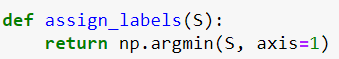 def assign_labels(S):
    return np.argmin(S, axis=1)